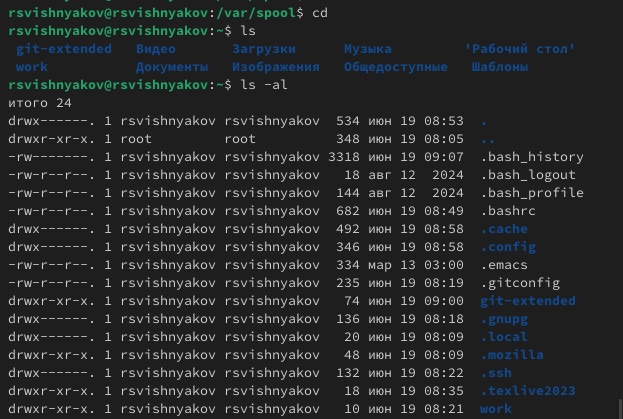 rsvishnyakov@rsvishnyakov:/var/spool$ cd
rsvishnyakov@rsvishnyakov:~$ ls
git-extended Видео Загрузки Музыка 'Рабочий стол'
work Документы Изображения Общедоступные Шаблоны
rsvishnyakov@rsvishnyakov:~$ ls -al
итого 24
drwx------. 1 rsvishnyakov rsvishnyakov 534 июн 19 08:53 .
drwxr-xr-x. 1 root root 348 июн 19 08:05 ..
-rw-------. 1 rsvishnyakov rsvishnyakov 3318 июн 19 09:07 .bash_history
-rw-r--r--. 1 rsvishnyakov rsvishnyakov 18 авг 12 2024 .bash_logout
-rw-r--r--. 1 rsvishnyakov rsvishnyakov 144 авг 12 2024 .bash_profile
-rw-r--r--. 1 rsvishnyakov rsvishnyakov 682 июн 19 08:49 .bashrc
drwx------. 1 rsvishnyakov rsvishnyakov 492 июн 19 08:58 .cache
drwx------. 1 rsvishnyakov rsvishnyakov 346 июн 19 08:58 .config
-rw-r--r--. 1 rsvishnyakov rsvishnyakov 334 мар 13 03:00 .emacs
-rw-r--r--. 1 rsvishnyakov rsvishnyakov 235 июн 19 08:19 .gitconfig
drwxr-xr-x. 1 rsvishnyakov rsvishnyakov 74 июн 19 09:00 git-extended
drwx------. 1 rsvishnyakov rsvishnyakov 136 июн 19 08:18 .gnupg
drwx------. 1 rsvishnyakov rsvishnyakov 20 июн 19 08:09 .local
drwxr-xr-x. 1 rsvishnyakov rsvishnyakov 48 июн 19 08:09 .mozilla
drwx------. 1 rsvishnyakov rsvishnyakov 132 июн 19 08:22 .ssh
drwxr-xr-x. 1 rsvishnyakov rsvishnyakov 18 июн 19 08:35 .texlive2023
drwxr-xr-x. 1 rsvishnyakov rsvishnyakov 10 июн 19 08:21 work